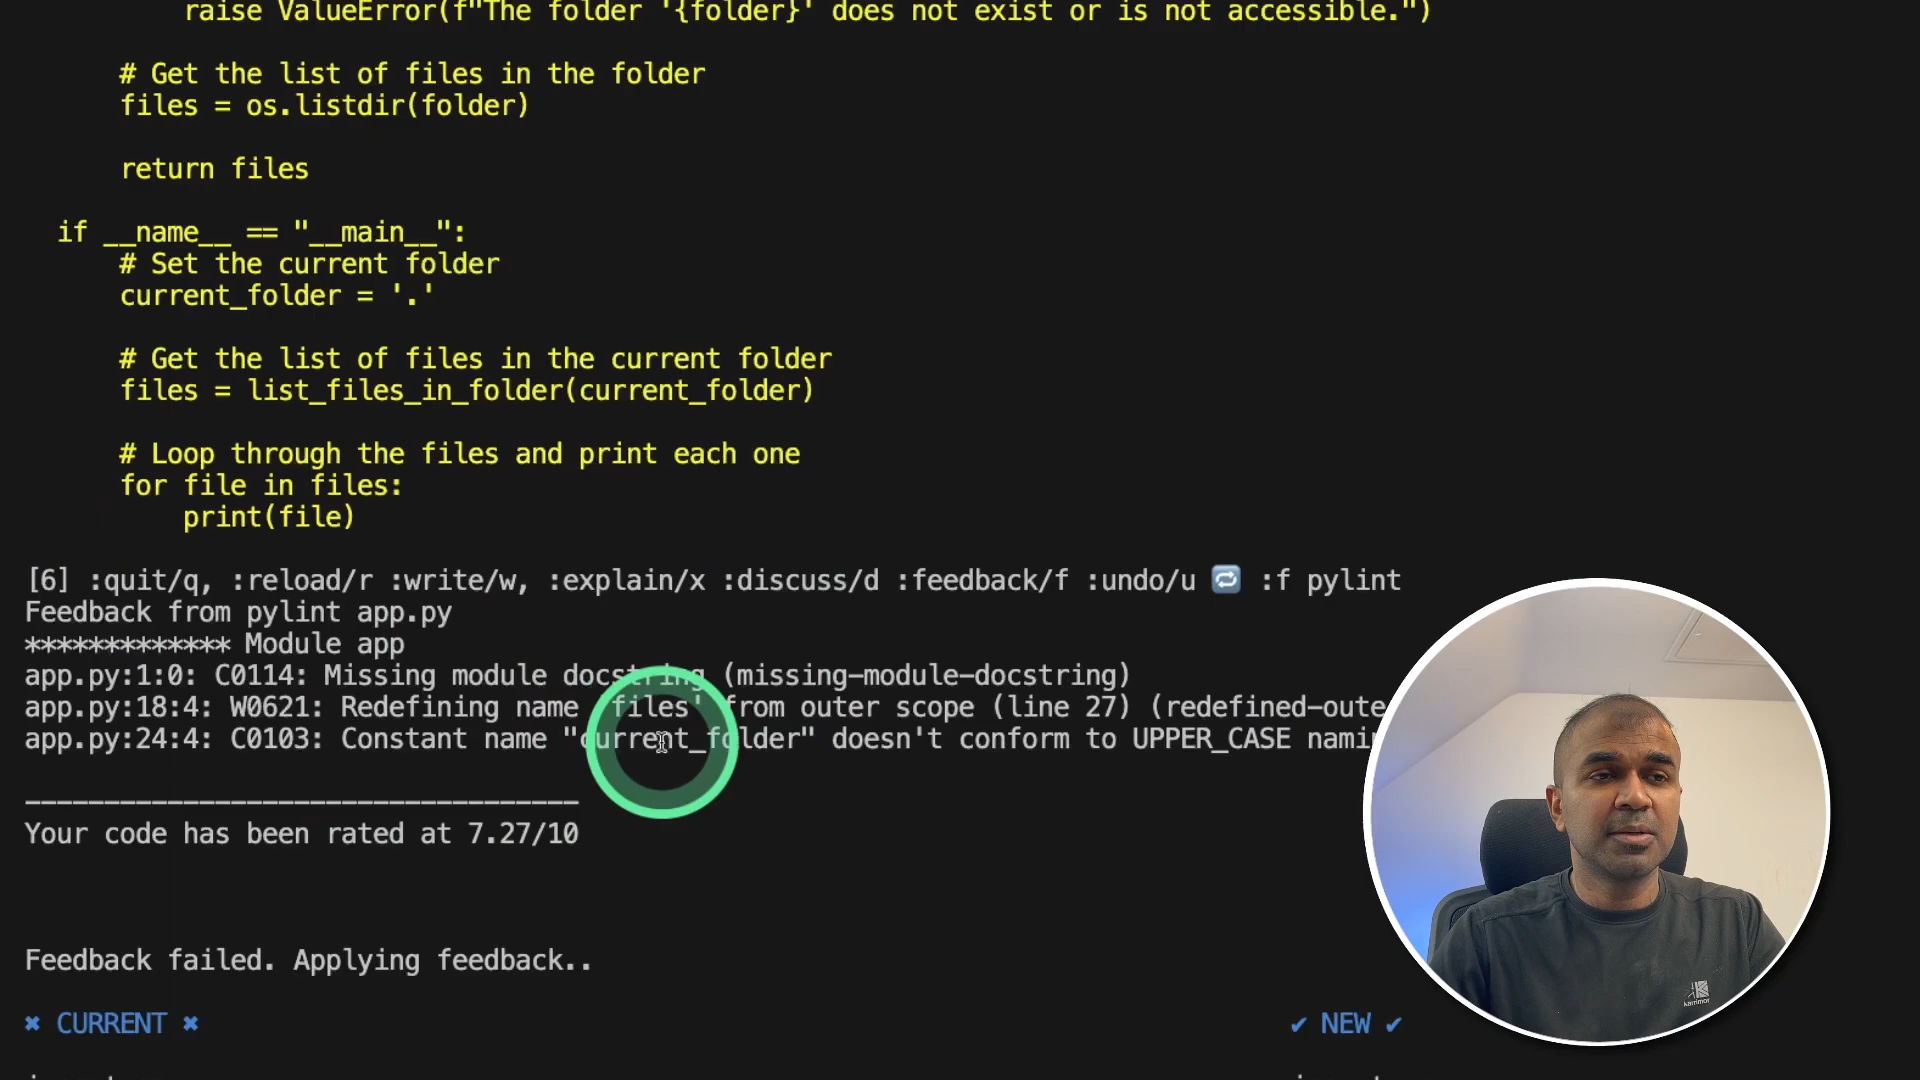 raise ValueError(f"The folder '{folder}' does not exist or is not accessible.")
# Get the list of files in the folder
files = os.listdir(folder)
return files
if __name__ == "__main__":
# Set the current folder
current_folder = '.'
# Get the list of files in the current folder
files = list_files_in_folder(current_folder)
# Loop through the files and print each one
for file in files:
print(file)
[6] :quit/q, :reload/r :write/w, :explain/x :discuss/d :feedback/f :undo/u 🔁 :f pylint
Feedback from pylint app.py
************* Module app
app.py:1:0: C0114: Missing module docstring (missing-module-docstring)
app.py:18:4: W0621: Redefining name 'files' from outer scope (line 27) (redefined-oute
app.py:24:4: C0103: Constant name "current_folder" doesn't conform to UPPER_CASE
-----------------------------------
Your code has been rated at 7.27/10
Feedback failed. Applying feedback..
✖ CURRENT ✖
✔ NEW ✔
karrimor